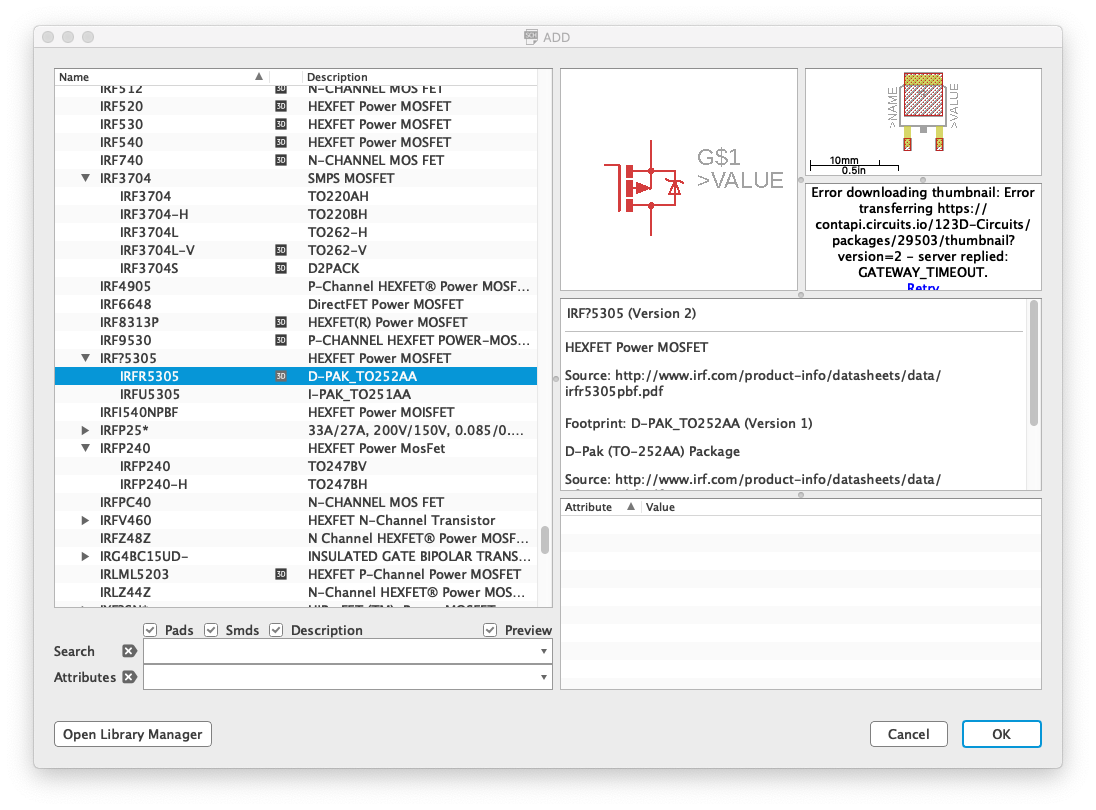 ADD
Name Description
IRF512 N-CHANNEL MOS FET
IRF520 3D HEXFET Power MOSFET
IRF530 3D HEXFET Power MOSFET
IRF540 3D HEXFET Power MOSFET
IRF740 3D N-CHANNEL MOS FET
IRF3704 SMPS MOSFET
IRF3704 TO220AH
IRF3704-H TO220BH
IRF3704L TO262-H
IRF3704L-V 3D TO262-V
IRF3704S 3D D2PACK
IRF4905 P-Channel HEXFET® Power MOSF...
IRF6648 DirectFET Power MOSFET
IRF8313P 3D HEXFET(R) Power MOSFET
IRF9530 3D P-CHANNEL HEXFET POWER-MOS...
IRF?5305 HEXFET Power MOSFET
IRFR5305 3D D-PAK_TO252AA
IRFU5305 I-PAK_TO251AA
IRFI540NPBF HEXFET Power MOISFET
IRFP25* 33A/27A, 200V/150V, 0.085/0....
IRFP240 HEXFET Power MosFet
IRFP240 TO247BV
IRFP240-H TO247BH
IRFPC40 N-CHANNEL MOS FET
IRFV460 HEXFET N-Channel Transistor
IRFZ48Z N Channel HEXFET® Power MOSF...
IRG4BC15UD- INSULATED GATE BIPOLAR TRANS...
IRLML5203 3D HEXFET P-Channel Power MOSFET
IRLZ44Z N-Channel HEXFET® Power MOS...
Pads Smds Description Preview
Search
Attributes
Open Library Manager
G$1
>VALUE
>NAME
>VALUE
10mm
0.5in
Error downloading thumbnail: Error
transferring https://
contapi.circuits.io/123D-Circuits/
packages/29503/thumbnail?
version=2 - server replied:
GATEWAY_TIMEOUT.
Retry
IRF?5305 (Version 2)
HEXFET Power MOSFET
Source: http://www.irf.com/product-info/datasheets/data/
irfr5305pbf.pdf
Footprint: D-PAK_TO252AA (Version 1)
D-Pak (TO-252AA) Package
Source: http://www.irf.com/product-info/datasheets/data/
Attribute Value
Cancel OK